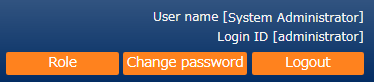 User name [System Administrator]
Login ID [administrator]
Role Change password Logout